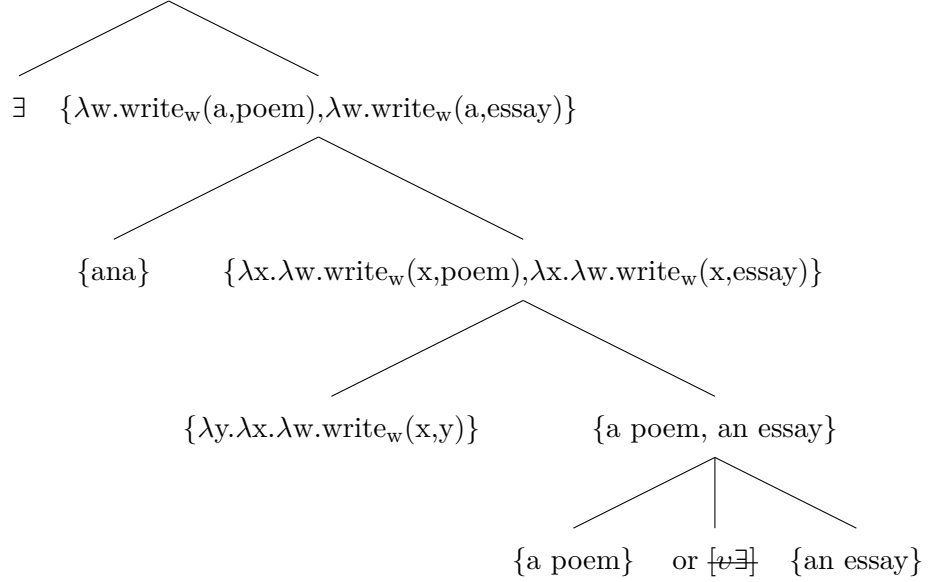 ∃ {λw.write_w(a,poem),λw.write_w(a,essay)}
{ana} {λx.λw.write_w(x,poem),λx.λw.write_w(x,essay)}
{λy.λx.λw.write_w(x,y)} {a poem, an essay}
{a poem} or [υ∃] {an essay}